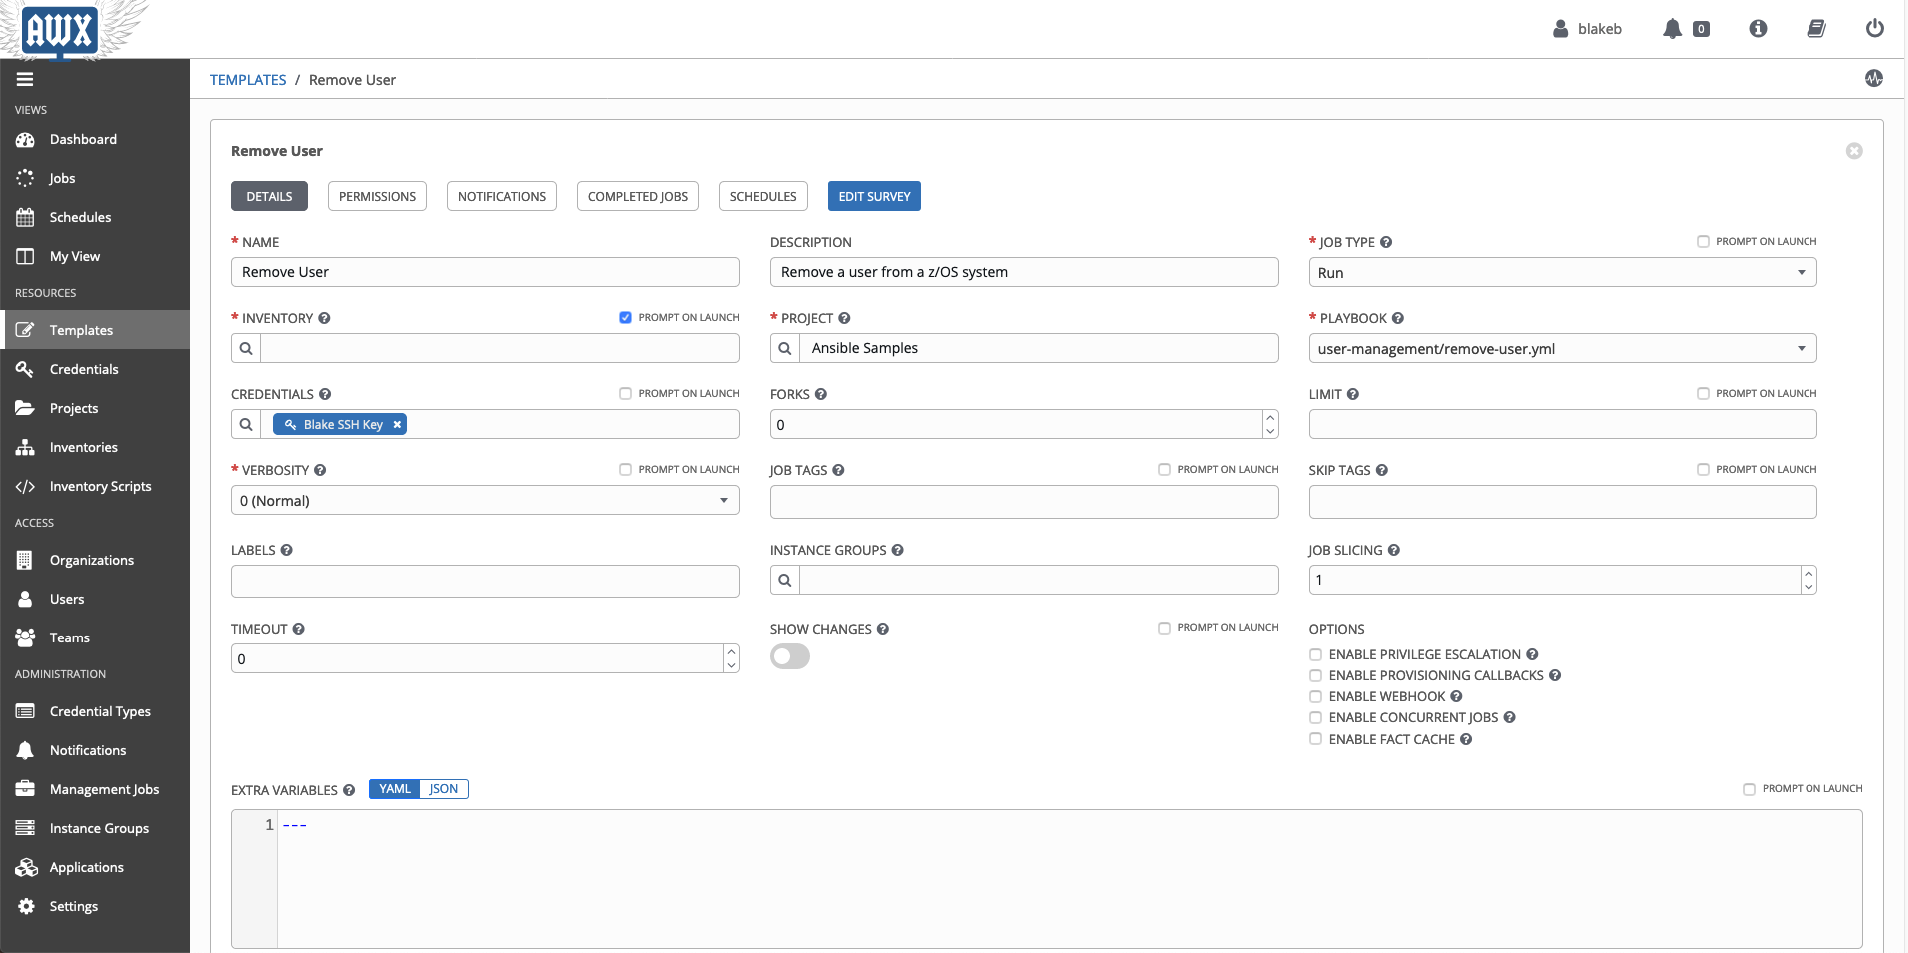 AWX
blakeb
0
TEMPLATES / Remove User
VIEWS
Dashboard
Jobs
Schedules
My View
RESOURCES
Templates
Credentials
Projects
Inventories
Inventory Scripts
ACCESS
Organizations
Users
Teams
ADMINISTRATION
Credential Types
Notifications
Management Jobs
Instance Groups
Applications
Settings
Remove User
DETAILS PERMISSIONS NOTIFICATIONS COMPLETED JOBS SCHEDULES EDIT SURVEY
* NAME
Remove User
DESCRIPTION
Remove a user from a z/OS system
* JOB TYPE PROMPT ON LAUNCH
Run
* INVENTORY PROMPT ON LAUNCH
* PROJECT
Ansible Samples
* PLAYBOOK
user-management/remove-user.yml
CREDENTIALS PROMPT ON LAUNCH
Blake SSH Key
FORKS
0
LIMIT PROMPT ON LAUNCH
* VERBOSITY PROMPT ON LAUNCH
0 (Normal)
JOB TAGS PROMPT ON LAUNCH
SKIP TAGS PROMPT ON LAUNCH
LABELS
INSTANCE GROUPS
JOB SLICING
1
TIMEOUT
0
SHOW CHANGES PROMPT ON LAUNCH
OPTIONS
ENABLE PRIVILEGE ESCALATION
ENABLE PROVISIONING CALLBACKS
ENABLE WEBHOOK
ENABLE CONCURRENT JOBS
ENABLE FACT CACHE
EXTRA VARIABLES YAML JSON PROMPT ON LAUNCH
1 ---